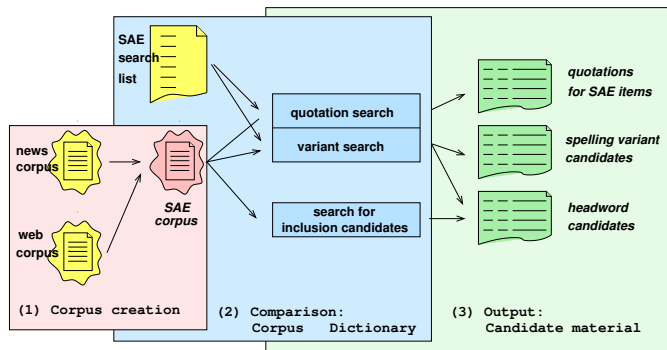 SAE
search
list
quotation search
variant search
search for
inclusion candidates
quotations
for SAE items
spelling variant
candidates
headword
candidates
news
corpus
web
corpus
SAE
corpus
(1) Corpus creation
(2) Comparison:
Corpus Dictionary
(3) Output:
Candidate material